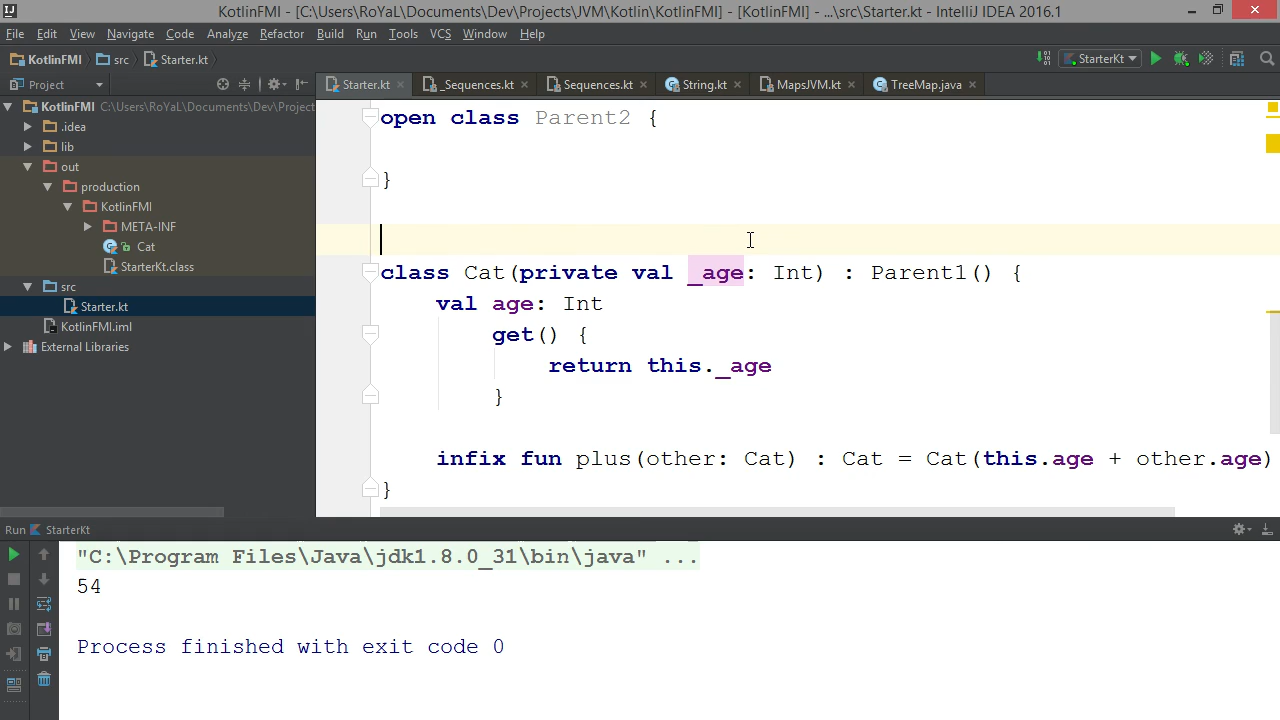 KotlinFMI - [C:\Users\RoYaL\Documents\Dev\Projects\JVM\Kotlin\KotlinFMI] - [KotlinFMI] - ...\src\Starter.kt - IntelliJ IDEA 2016.1
File Edit View Navigate Code Analyze Refactor Build Run Tools VCS Window Help
KotlinFMI src Starter.kt StarterKt
Project Starter.kt _Sequences.kt Sequences.kt String.kt MapsJVM.kt TreeMap.java
KotlinFMI C:\Users\RoYaL\Documents\Dev\Project
.idea
lib
out
production
KotlinFMI
META-INF
Cat
StarterKt.class
src
Starter.kt
KotlinFMI.iml
External Libraries
open class Parent2 {
}
class Cat(private val _age: Int) : Parent1() {
val age: Int
get() {
return this._age
}
infix fun plus(other: Cat) : Cat = Cat(this.age + other.age)
}
Run StarterKt
"C:\Program Files\Java\jdk1.8.0_31\bin\java" ...
54
Process finished with exit code 0